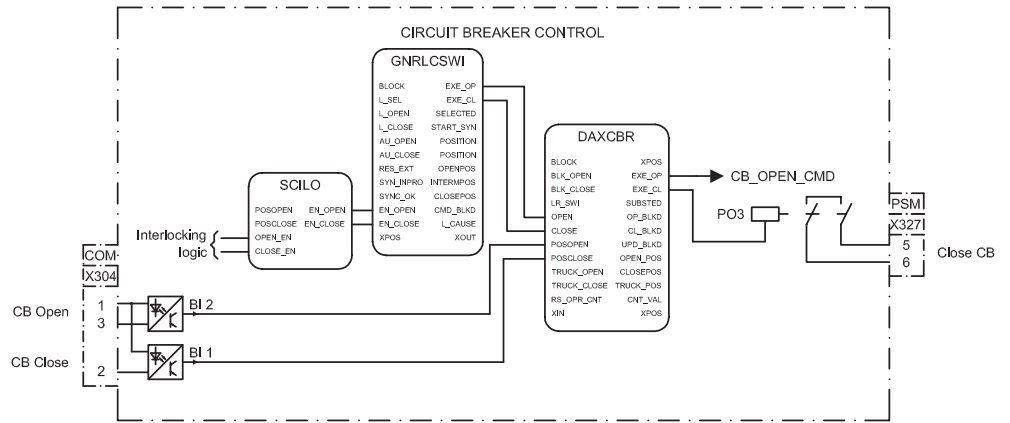 CIRCUIT BREAKER CONTROL
GNRLCSWI
BLOCK EXE_OP
L_SEL EXE_CL
L_OPEN SELECTED
L_CLOSE START_SYN
AU_OPEN POSITION
AU_CLOSE POSITION
RES_EXT OPENPOS
SYN_INPRO INTERMPOS
SYNC_OK CLOSEPOS
EN_OPEN CMD_BLKD
EN_CLOSE L_CAUSE
XPOS XOUT
SCILO
POSOPEN EN_OPEN
POSCLOSE EN_CLOSE
OPEN_EN
CLOSE_EN
Interlocking
logic
DAXCBR
BLOCK XPOS
BLK_OPEN EXE_OP
BLK_CLOSE EXE_CL
LR_SWI SUBSTED
OPEN OP_BLKD
CLOSE CL_BLKD
POSOPEN UPD_BLKD
POSCLOSE OPEN_POS
TRUCK_OPEN CLOSEPOS
TRUCK_CLOSE TRUCK_POS
RS_OPR_CNT CNT_VAL
XIN XPOS
CB_OPEN_CMD
PO3
PSM
X327
5
6
Close CB
COM
X304
CB Open
1
3
BI 2
CB Close
2
BI 1